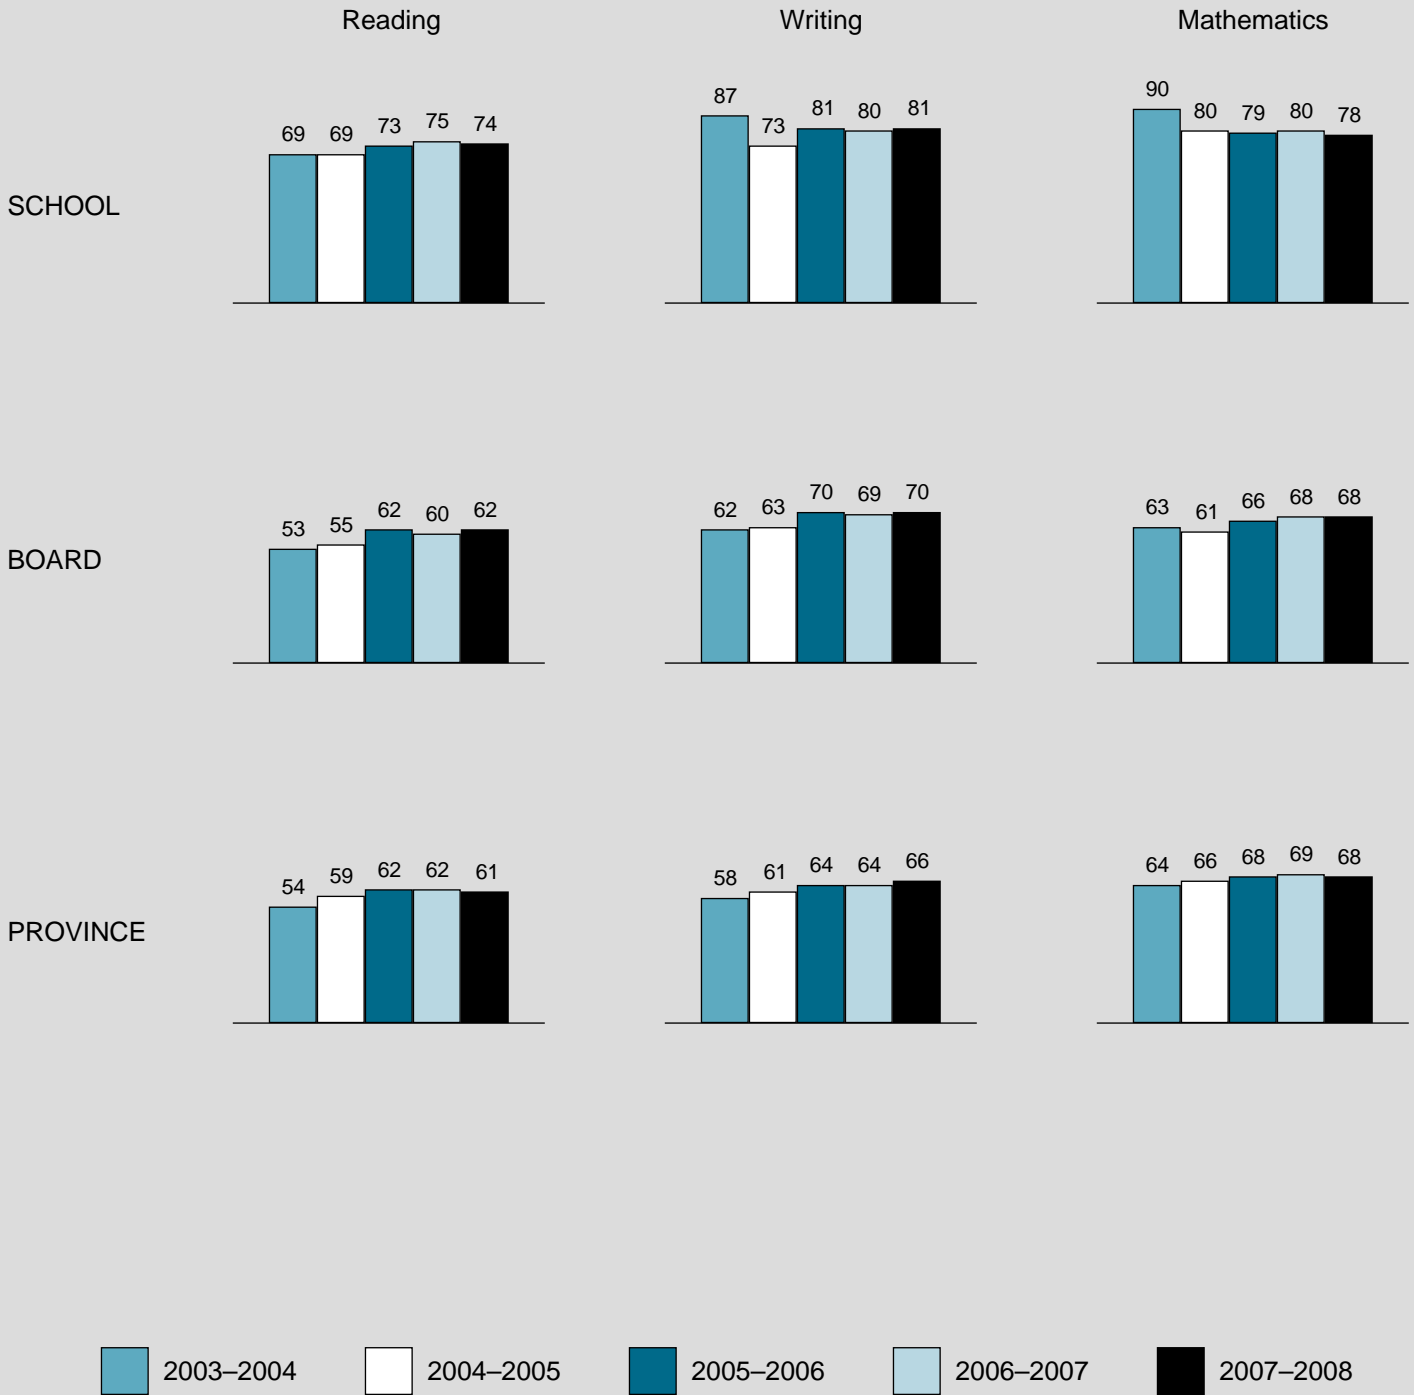 Reading Writing Mathematics
SCHOOL
69 69 73 75 74
87 73 81 80 81
90 80 79 80 78
BOARD
53 55 62 60 62
62 63 70 69 70
63 61 66 68 68
PROVINCE
54 59 62 62 61
58 61 64 64 66
64 66 68 69 68
2003–2004 2004–2005 2005–2006 2006–2007 2007–2008